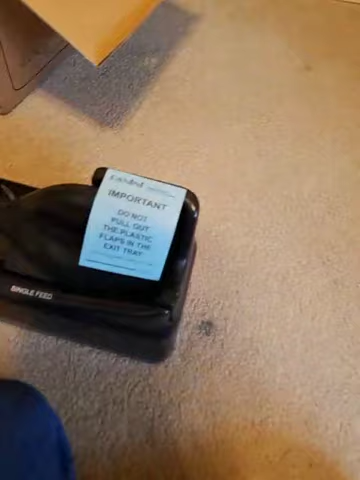 IMPORTANT
DO NOT
PULL OUT
THE PLASTIC
FLAPS IN THE
EXIT TRAY
SINGLE FEED